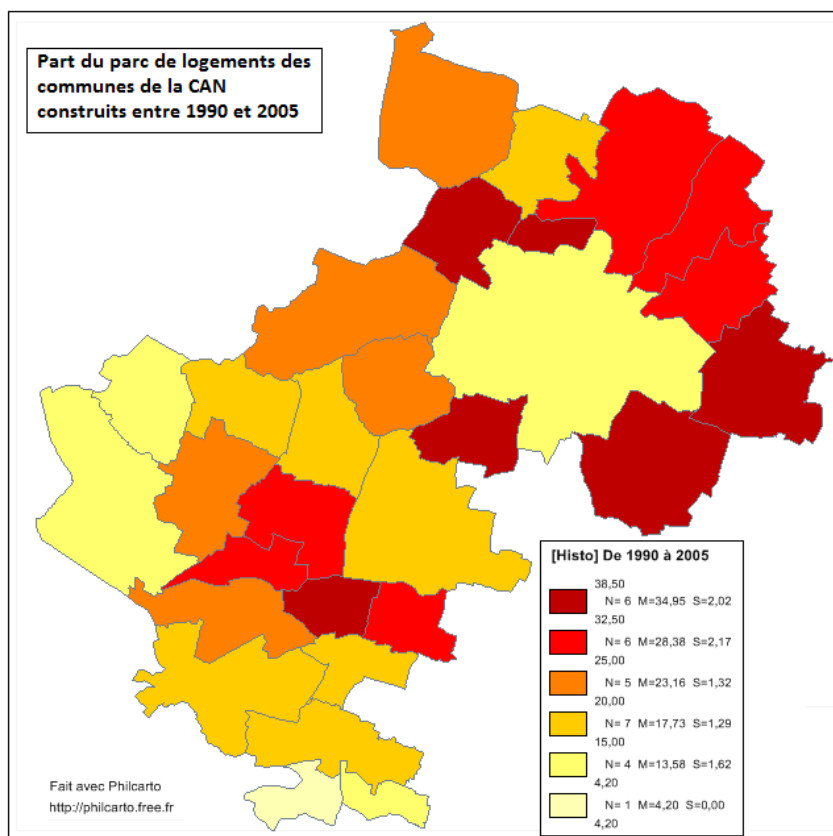 Part du parc de logements des
communes de la CAN
construits entre 1990 et 2005
[Histo] De 1990 à 2005
38,50
N= 6 M=34,95 S=2,02
32,50
N= 6 M=28,38 S=2,17
25,00
N= 5 M=23,16 S=1,32
20,00
N= 7 M=17,73 S=1,29
15,00
N= 4 M=13,58 S=1,62
4,20
N= 1 M=4,20 S=0,00
4,20
Fait avec Philcarto
http://philcarto.free.fr